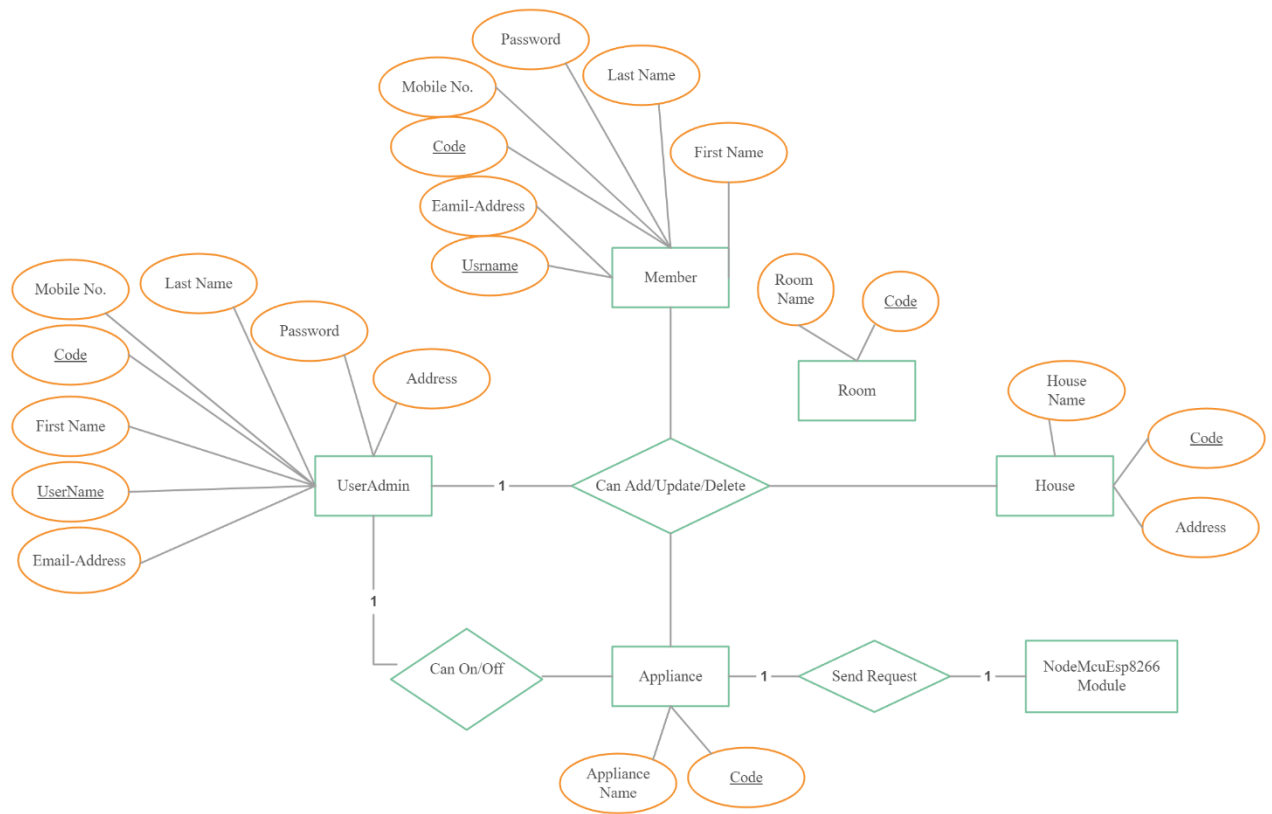 Password
Last Name
Mobile No.
Code
First Name
Eamil-Address
Usrname
Member
Room
Name
Code
Room
Mobile No.
Last Name
Password
Code
Address
First Name
UserName
Email-Address
UserAdmin
1
Can Add/Update/Delete
House
Name
Code
House
Address
1
Can On/Off
Appliance
1
Send Request
1
NodeMcuEsp8266
Module
Appliance
Name
Code